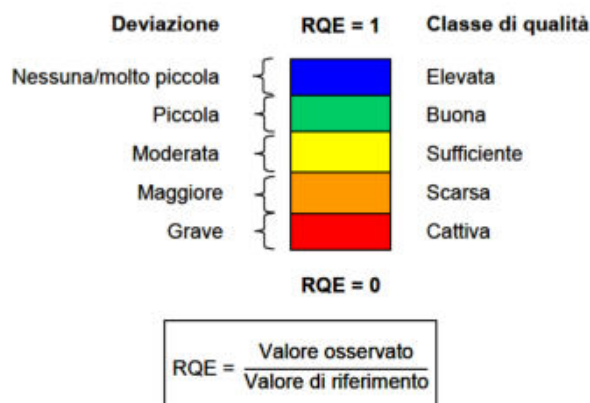 Deviazione RQE = 1 Classe di qualità
Nessuna/molto piccola Elevata
Piccola Buona
Moderata Sufficiente
Maggiore Scarsa
Grave Cattiva
RQE = 0
RQE = Valore osservato
Valore di riferimento